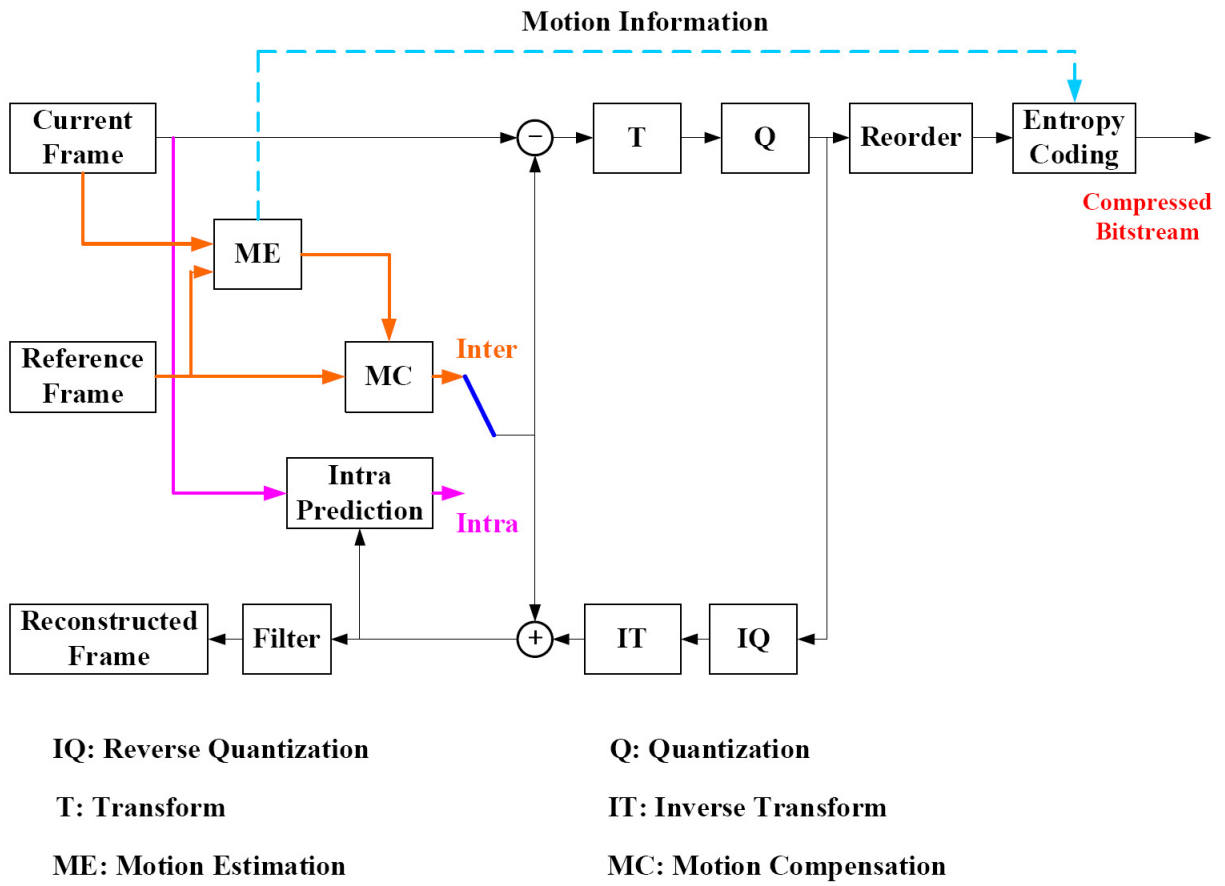 Motion Information
Current
Frame
−
T
Q
Reorder
Entropy
Coding
Compressed
Bitstream
ME
Reference
Frame
MC
Inter
Intra
Prediction
Intra
Reconstructed
Frame
Filter
+
IT
IQ
IQ: Reverse Quantization
Q: Quantization
T: Transform
IT: Inverse Transform
ME: Motion Estimation
MC: Motion Compensation